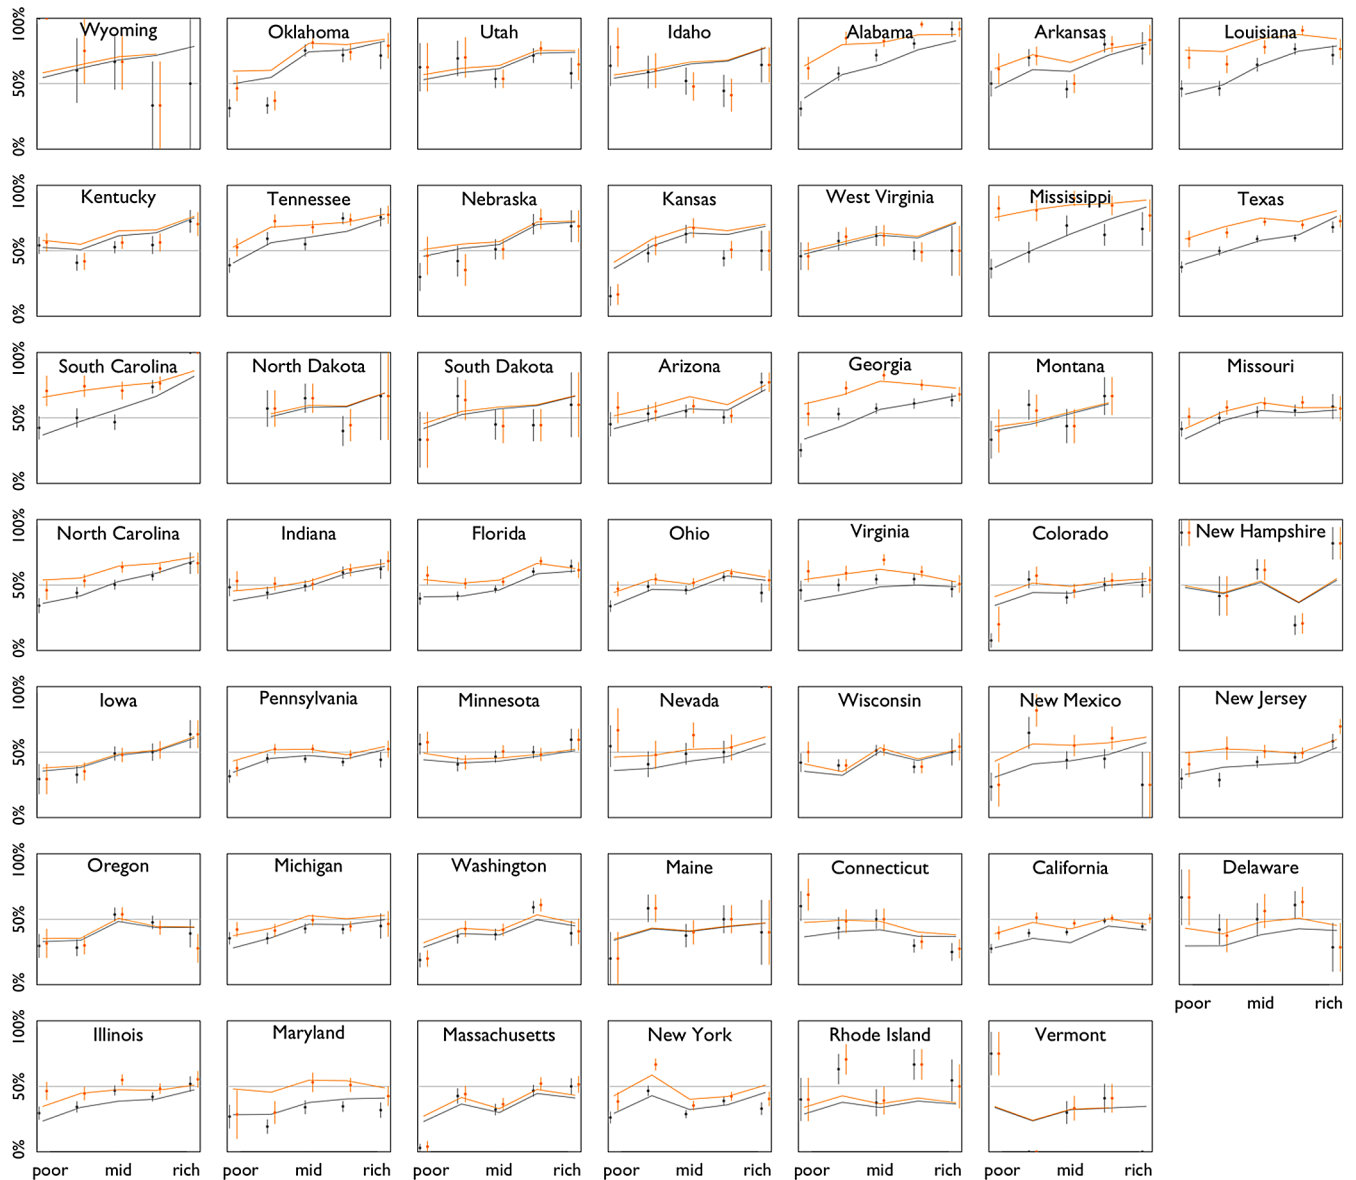 100%
50%
0%
Wyoming
Oklahoma
Utah
Idaho
Alabama
Arkansas
Louisiana
100%
50%
0%
Kentucky
Tennessee
Nebraska
Kansas
West Virginia
Mississippi
Texas
100%
50%
0%
South Carolina
North Dakota
South Dakota
Arizona
Georgia
Montana
Missouri
100%
50%
0%
North Carolina
Indiana
Florida
Ohio
Virginia
Colorado
New Hampshire
100%
50%
0%
Iowa
Pennsylvania
Minnesota
Nevada
Wisconsin
New Mexico
New Jersey
100%
50%
0%
Oregon
Michigan
Washington
Maine
Connecticut
California
Delaware
poor mid rich
100%
50%
0%
Illinois
Maryland
Massachusetts
New York
Rhode Island
Vermont
poor mid rich
poor mid rich
poor mid rich
poor mid rich
poor mid rich
poor mid rich